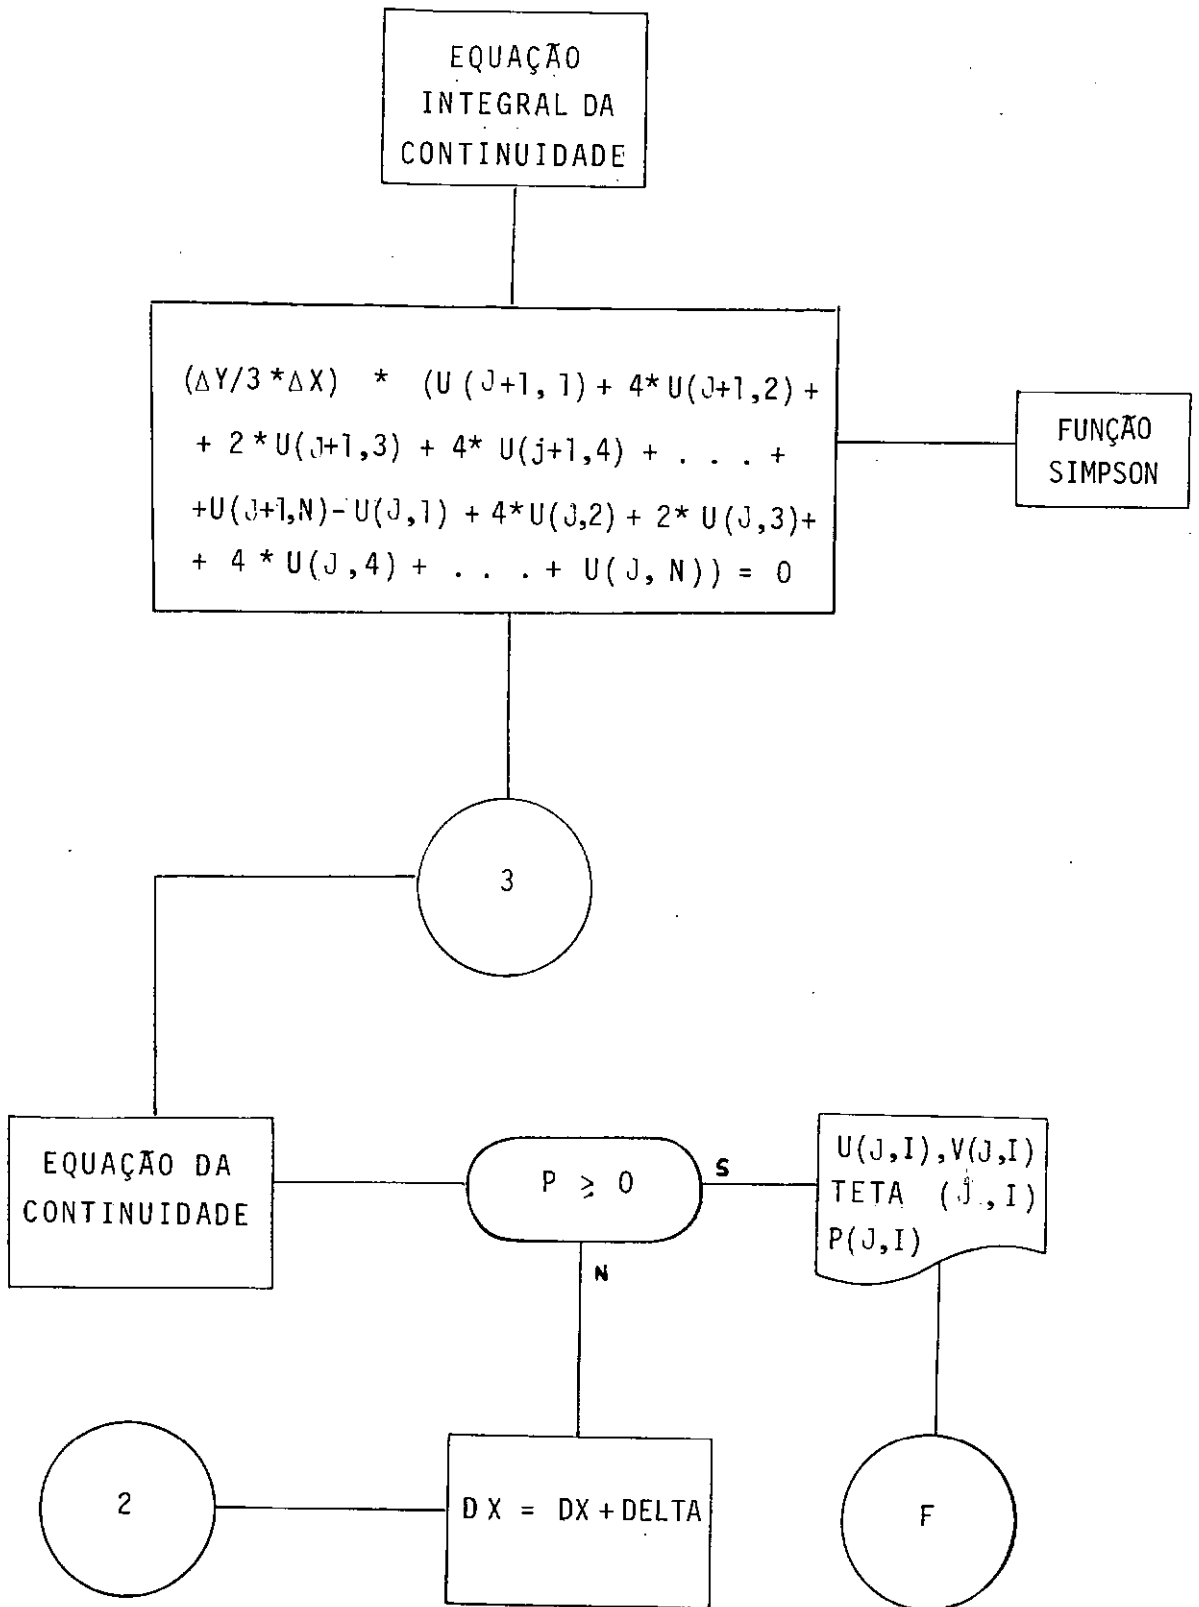 EQUAÇÃO
INTEGRAL DA
CONTINUIDADE
(ΔY/3*ΔX) * (U(J+1,1) + 4*U(J+1,2) +
+ 2*U(J+1,3) + 4* U(j+1,4) + . . . +
+U(J+1,N)-U(J,1) + 4*U(J,2) + 2* U(J,3)+
+ 4 * U(J,4) + . . . + U(J,N)) = 0
FUNÇÃO
SIMPSON
3
EQUAÇÃO DA
CONTINUIDADE
P ≥ 0
S
U(J,I),V(J,I)
TETA (J,I)
P(J,I)
N
2
DX = DX+DELTA
F